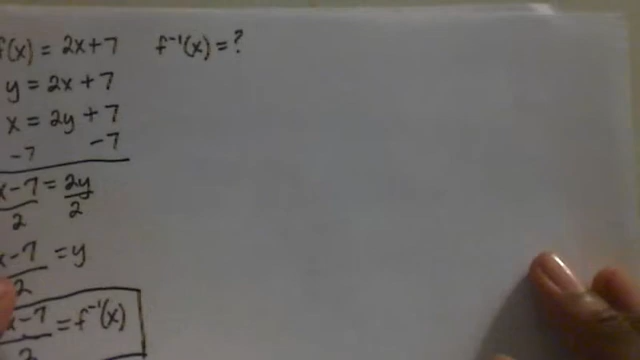 f(x) = 2x+7 f⁻¹(x) = ?
y = 2x + 7
x = 2y + 7
-7 -7
x-7 = 2y
2 2
x-7 = y
2
x-7 = f⁻¹(x)
2